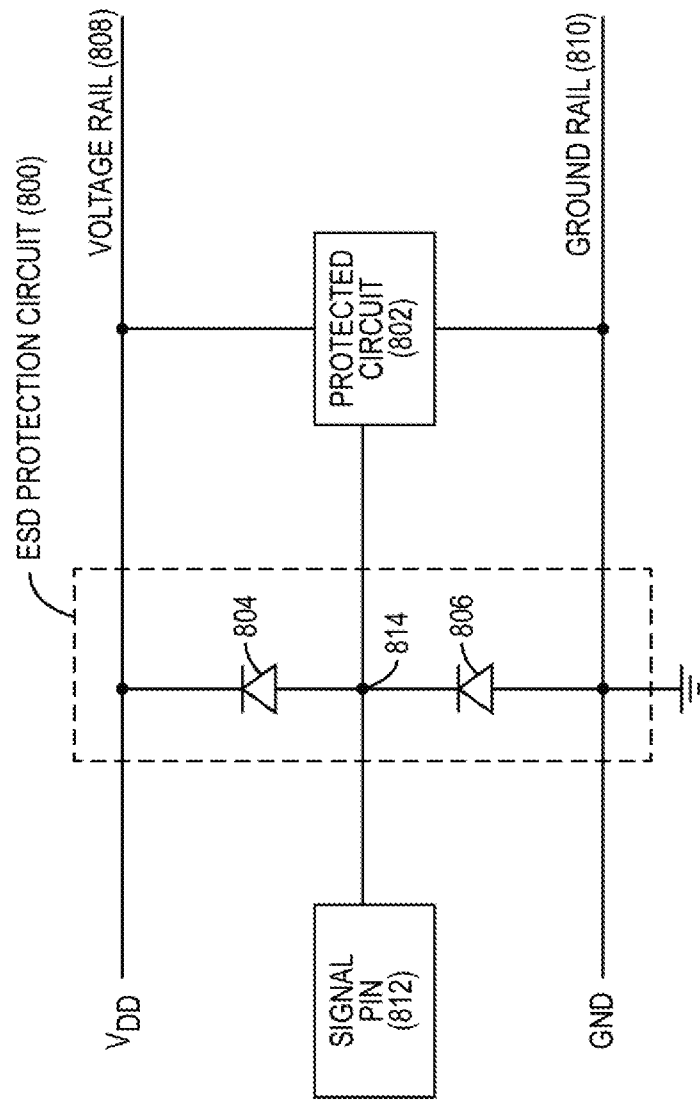 ESD PROTECTION CIRCUIT (800)
V_DD
VOLTAGE RAIL (808)
804
SIGNAL
PIN
(812)
814
PROTECTED
CIRCUIT
(802)
806
GND
GROUND RAIL (810)